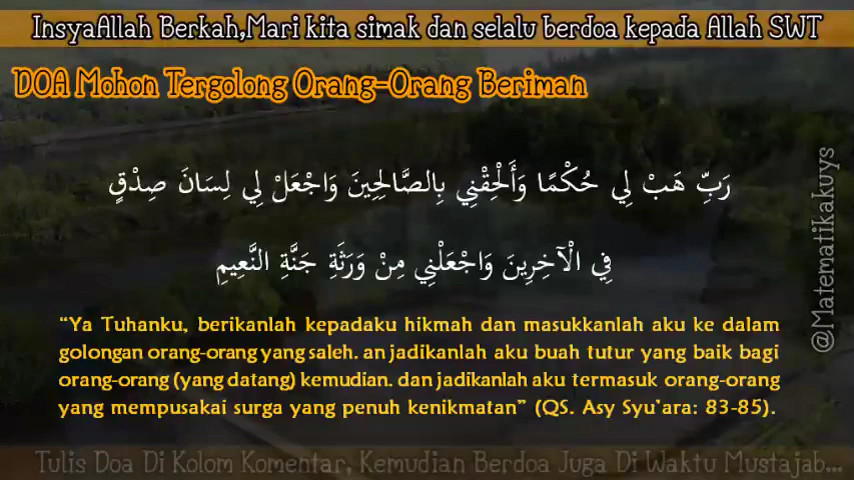 InsyaAllah Berkah,Mari kita simak dan selalu berdoa kepada Allah SWT
DOA Mohon Tergolong Orang-Orang Beriman
رَبِّ هَبْ لِي حُكْمًا وَأَلْحِقْنِي بِالصَّالِحِينَ وَاجْعَلْ لِي لِسَانَ صِدْقٍ
فِي الْآخِرِينَ وَاجْعَلْنِي مِنْ وَرَثَةِ جَنَّةِ النَّعِيمِ
“Ya Tuhanku, berikanlah kepadaku hikmah dan masukkanlah aku ke dalam
golongan orang-orang yang saleh. an jadikanlah aku buah tutur yang baik bagi
orang-orang (yang datang) kemudian. dan jadikanlah aku termasuk orang-orang
yang mempusakai surga yang penuh kenikmatan” (QS. Asy Syu’ara: 83-85).
@Matematikakuys
Tulis Doa Di Kolom Komentar, Kemudian Berdoa Juga Di Waktu Mustajab...